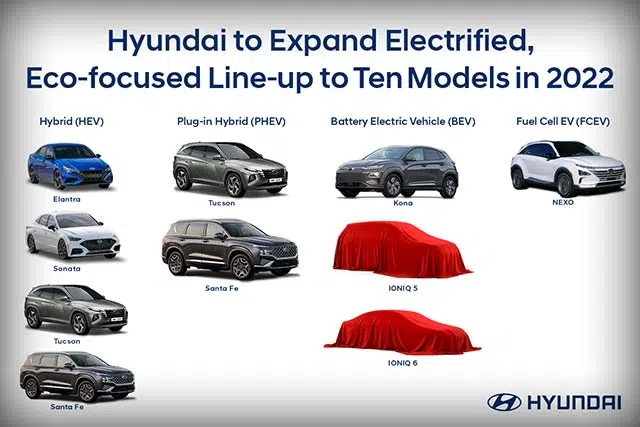 Hyundai to Expand Electrified,
Eco-focused Line-up to Ten Models in 2022
Hybrid (HEV)
Elantra
Sonata
Tucson
Santa Fe
Plug-in Hybrid (PHEV)
Tucson
Santa Fe
Battery Electric Vehicle (BEV)
Kona
IONIQ 5
IONIQ 6
Fuel Cell EV (FCEV)
NEXO
HYUNDAI